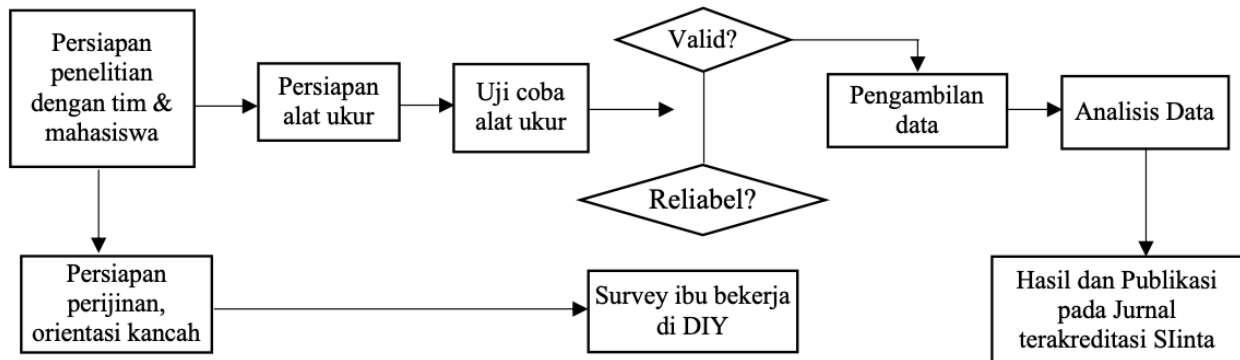 Persiapan
penelitian
dengan tim &
mahasiswa
Persiapan
alat ukur
Uji coba
alat ukur
Valid?
Reliabel?
Pengambilan
data
Analisis Data
Persiapan
perijinan,
orientasi kancah
Survey ibu bekerja
di DIY
Hasil dan Publikasi
pada Jurnal
terakreditasi SIinta